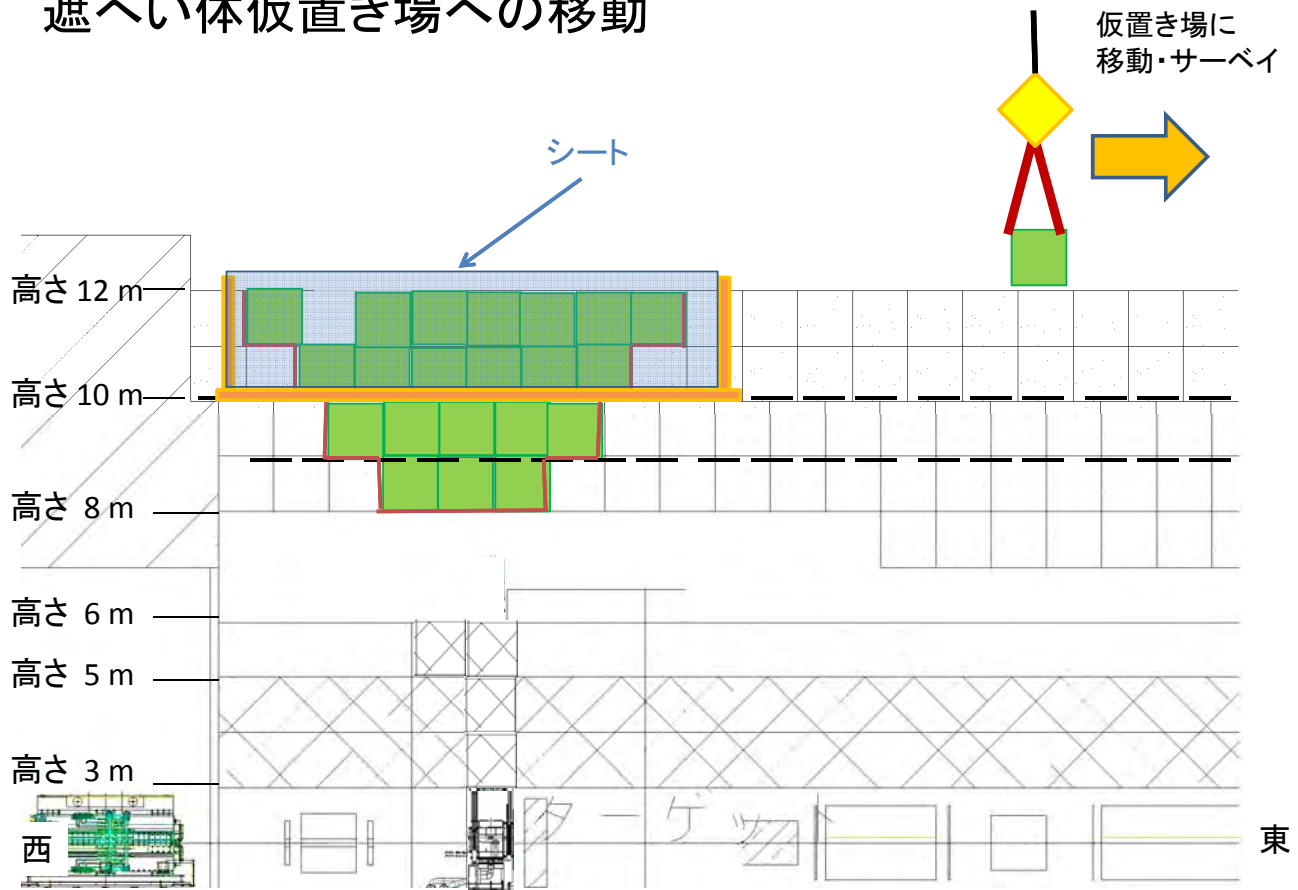 遮へい体仮置き場への移動
仮置き場に
移動・サーベイ
シート
高さ 12 m
高さ 10 m
高さ 8 m
高さ 6 m
高さ 5 m
高さ 3 m
ターゲット
西
東